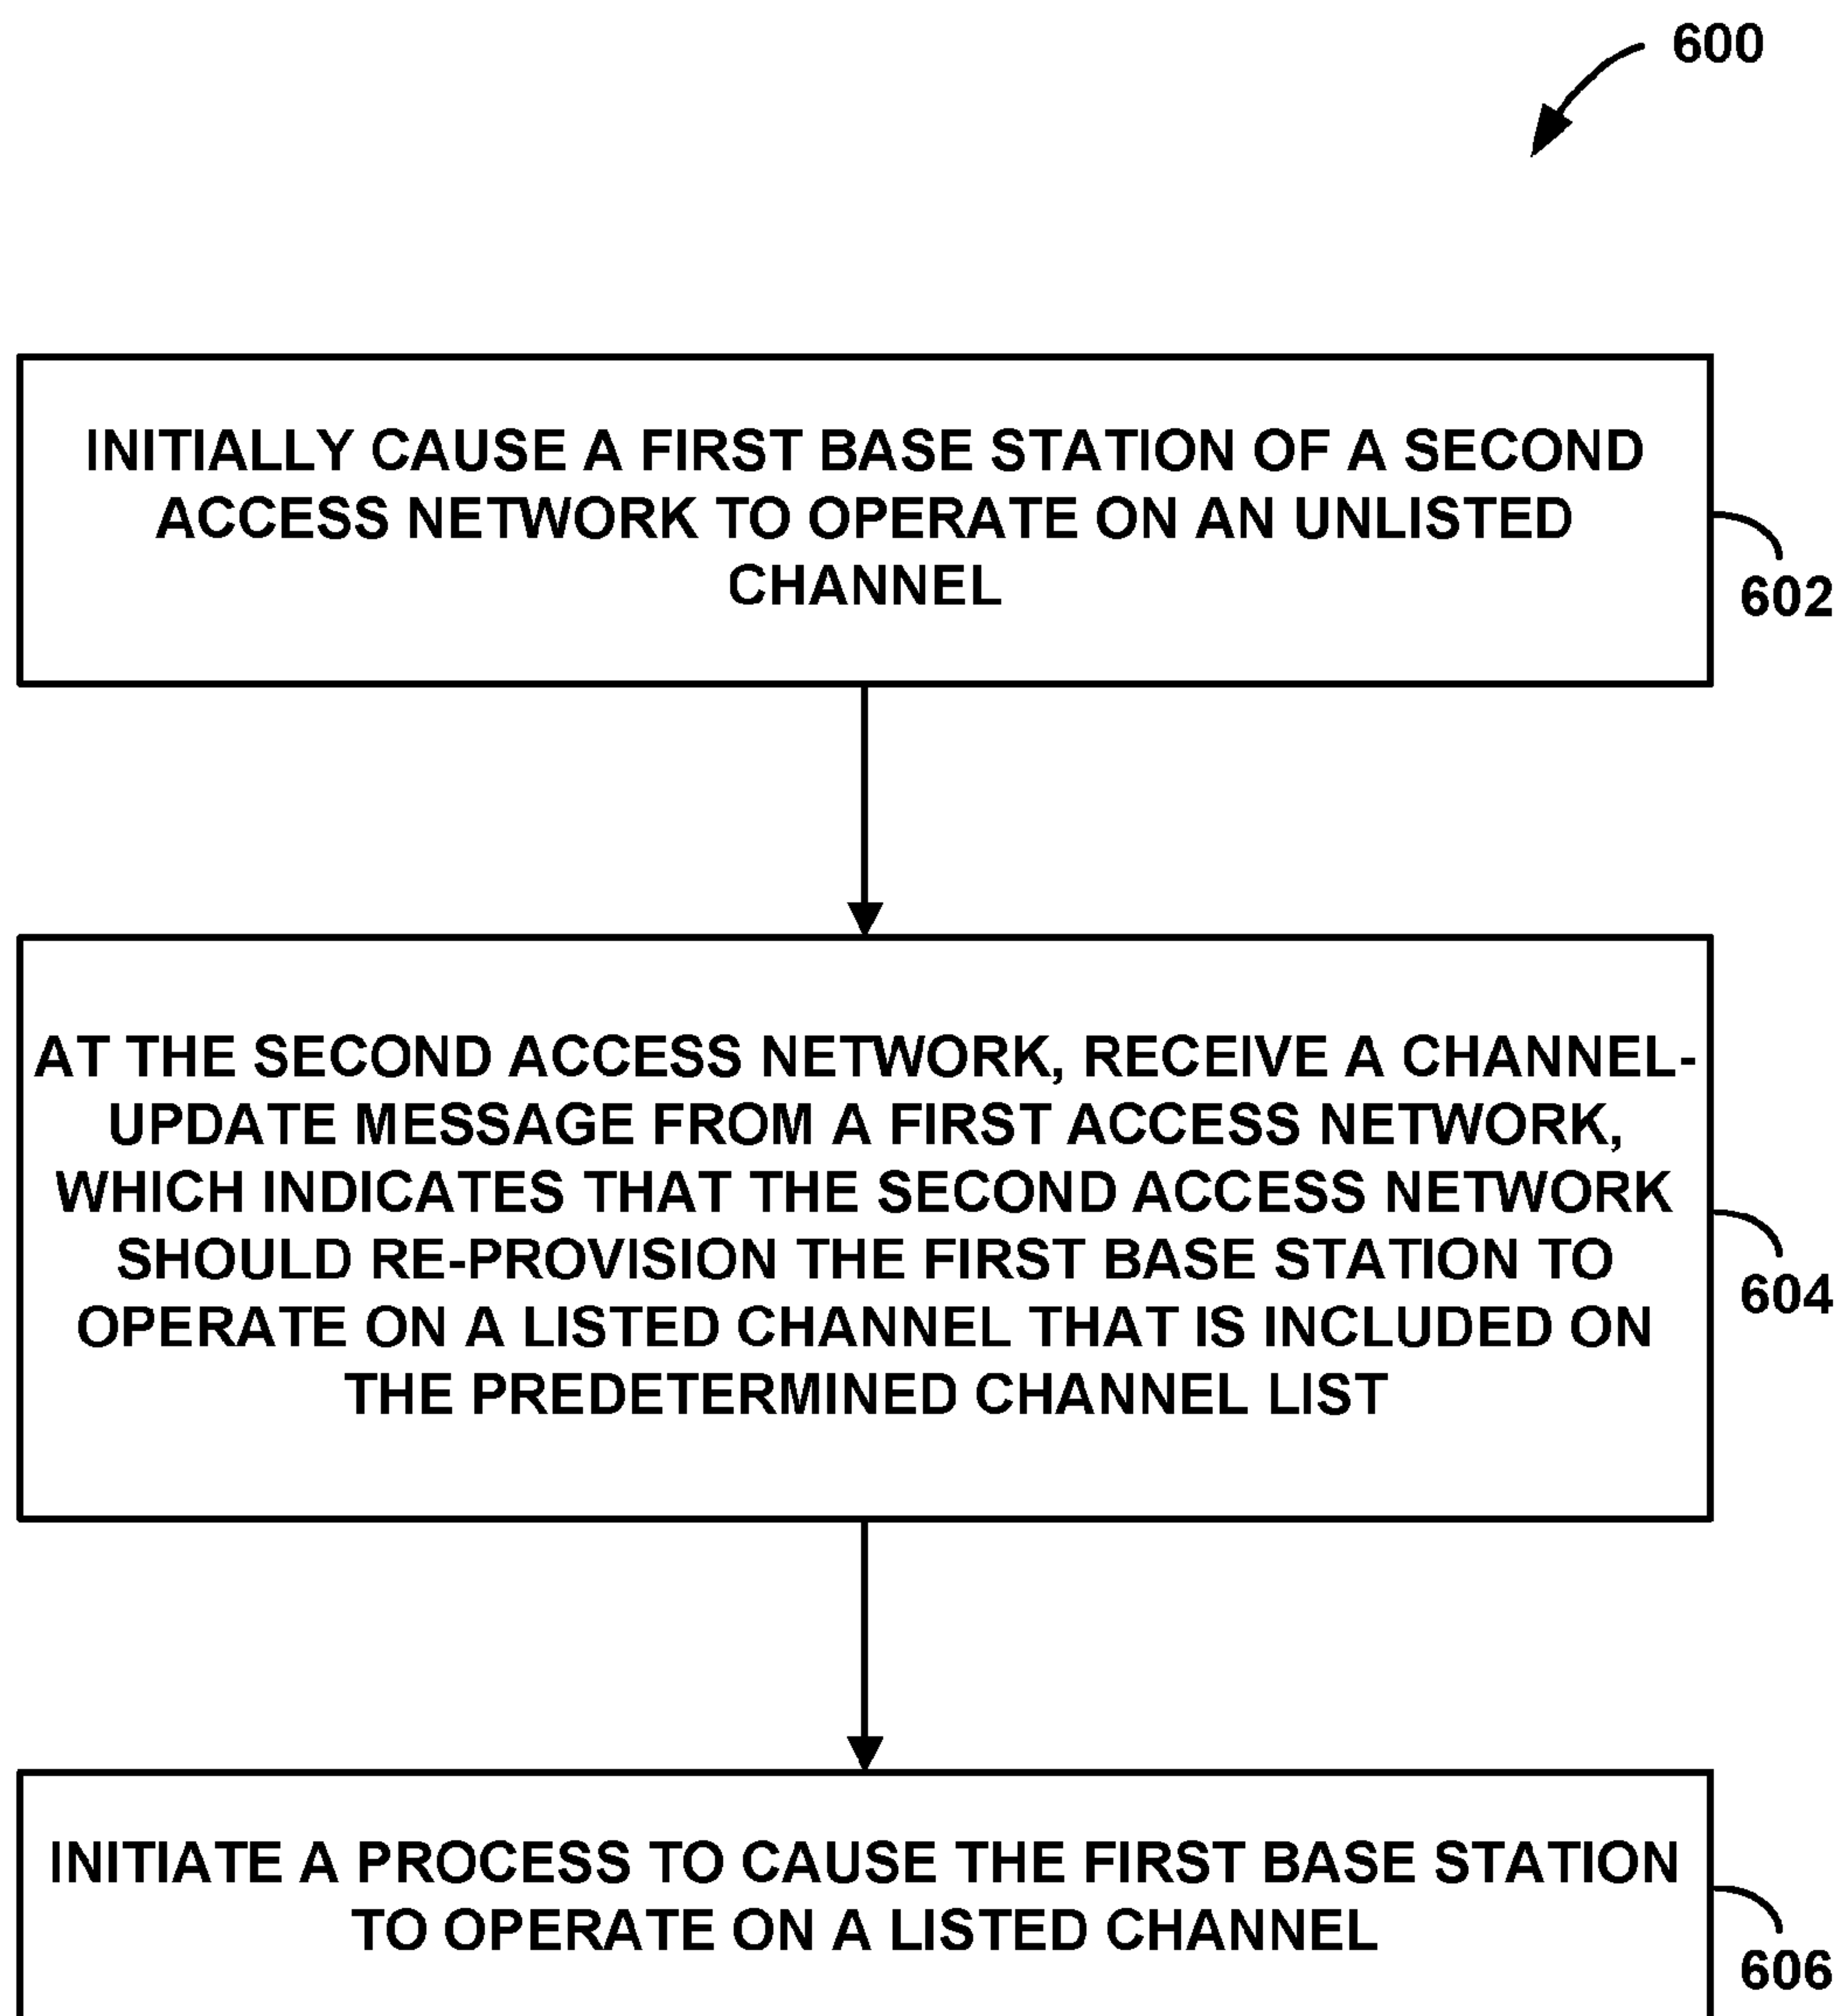 600
INITIALLY CAUSE A FIRST BASE STATION OF A SECOND
ACCESS NETWORK TO OPERATE ON AN UNLISTED
CHANNEL
602
AT THE SECOND ACCESS NETWORK, RECEIVE A CHANNEL-
UPDATE MESSAGE FROM A FIRST ACCESS NETWORK,
WHICH INDICATES THAT THE SECOND ACCESS NETWORK
SHOULD RE-PROVISION THE FIRST BASE STATION TO
OPERATE ON A LISTED CHANNEL THAT IS INCLUDED ON
THE PREDETERMINED CHANNEL LIST
604
INITIATE A PROCESS TO CAUSE THE FIRST BASE STATION
TO OPERATE ON A LISTED CHANNEL
606